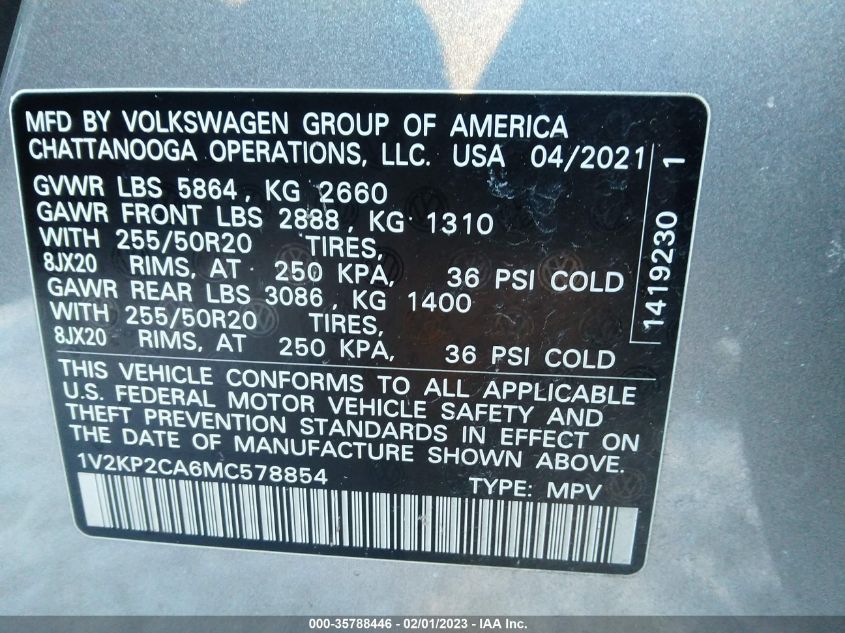 MFD BY VOLKSWAGEN GROUP OF AMERICA
CHATTANOOGA OPERATIONS, LLC. USA 04/2021
GVWR LBS 5864, KG 2660
GAWR FRONT LBS 2888, KG 1310
WITH 255/50R20 TIRES,
8JX20 RIMS, AT 250 KPA, 36 PSI COLD
GAWR REAR LBS 3086, KG 1400
WITH 255/50R20 TIRES,
8JX20 RIMS, AT 250 KPA, 36 PSI COLD
1419230 1
THIS VEHICLE CONFORMS TO ALL APPLICABLE
U.S. FEDERAL MOTOR VEHICLE SAFETY AND
THEFT PREVENTION STANDARDS IN EFFECT ON
THE DATE OF MANUFACTURE SHOWN ABOVE.
1V2KP2CA6MC578854 TYPE: MPV
000-35788446 - 02/01/2023 - IAA Inc.